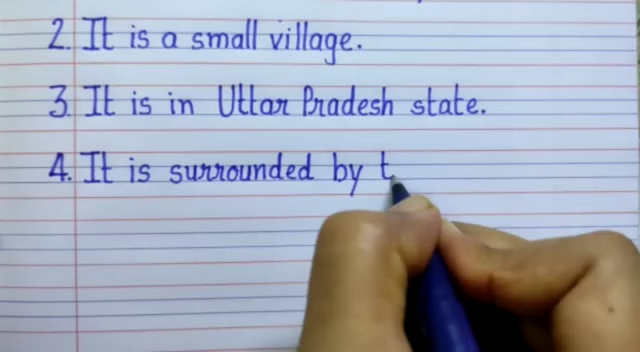 2. It is a small village.
3. It is in Uttar Pradesh state.
4. It is surrounded by t